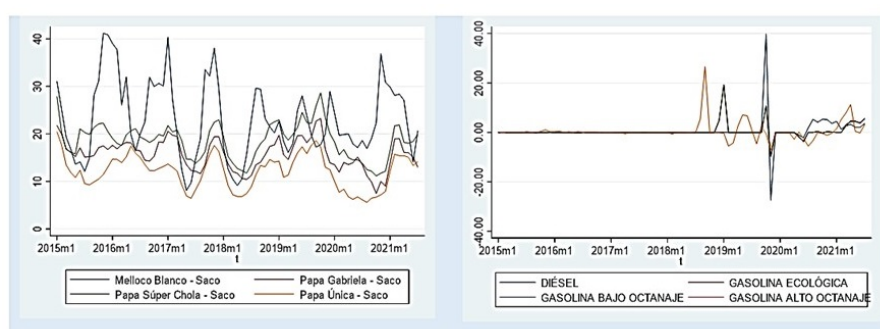 40
30
20
10
0
2015m1 2016m1 2017m1 2018m1 2019m1 2020m1 2021m1
t
Melloco Blanco - Saco Papa Gabriela - Saco
Papa Súper Chola - Saco Papa Única - Saco
40.00
20.00
0.00
-20.00
-40.00
2015m1 2016m1 2017m1 2018m1 2019m1 2020m1 2021m1
t
DIÉSEL GASOLINA ECOLÓGICA
GASOLINA BAJO OCTANAJE GASOLINA ALTO OCTANAJE